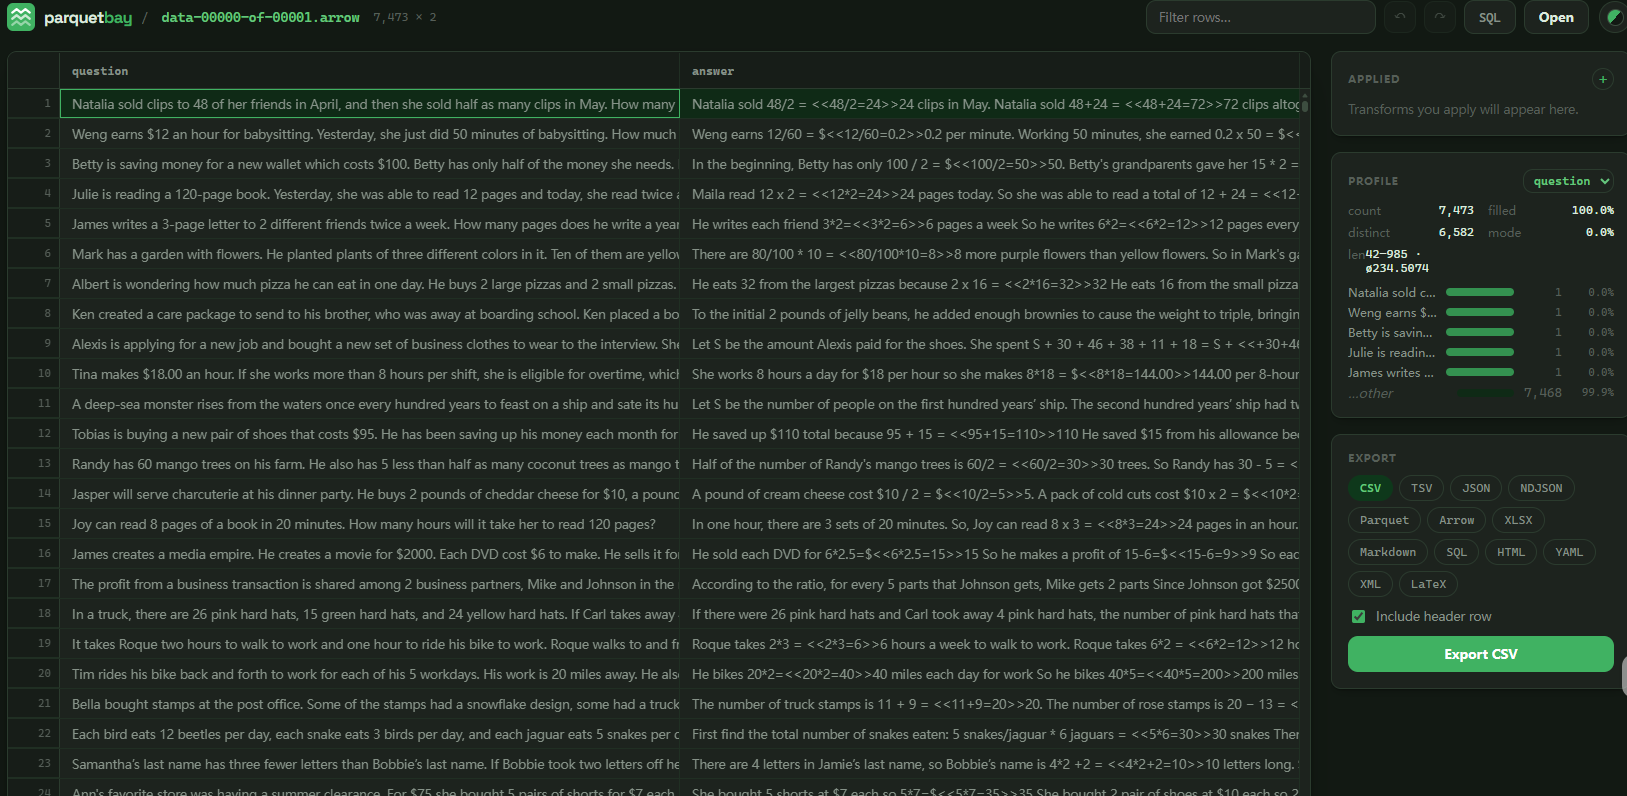 parquetbay / data-00000-of-00001.arrow 7,473 × 2
Filter rows...
SQL
Open
question answer
1 Natalia sold clips to 48 of her friends in April, and then she sold half as many clips in May. How many Natalia sold 48/2 = <<48/2=24>>24 clips in May. Natalia sold 48+24 = <<48+24=72>>72 clips altog
2 Weng earns $12 an hour for babysitting. Yesterday, she just did 50 minutes of babysitting. How much Weng earns 12/60 = $<<12/60=0.2>>0.2 per minute. Working 50 minutes, she earned 0.2 x 50 = $<
3 Betty is saving money for a new wallet which costs $100. Betty has only half of the money she needs. In the beginning, Betty has only 100 / 2 = $<<100/2=50>>50. Betty's grandparents gave her 15 * 2 =
4 Julie is reading a 120-page book. Yesterday, she was able to read 12 pages and today, she read twice a Maila read 12 x 2 = <<12*2=24>>24 pages today. So she was able to read a total of 12 + 24 = <<12
5 James writes a 3-page letter to 2 different friends twice a week. How many pages does he write a year He writes each friend 3*2=<<3*2=6>>6 pages a week So he writes 6*2=<<6*2=12>>12 pages every
6 Mark has a garden with flowers. He planted plants of three different colors in it. Ten of them are yellow There are 80/100 * 10 = <<80/100*10=8>>8 more purple flowers than yellow flowers. So in Mark's ga
7 Albert is wondering how much pizza he can eat in one day. He buys 2 large pizzas and 2 small pizzas. He eats 32 from the largest pizzas because 2 x 16 = <<2*16=32>>32 He eats 16 from the small pizza
8 Ken created a care package to send to his brother, who was away at boarding school. Ken placed a bo To the initial 2 pounds of jelly beans, he added enough brownies to cause the weight to triple, bringin
9 Alexis is applying for a new job and bought a new set of business clothes to wear to the interview. She Let S be the amount Alexis paid for the shoes. She spent S + 30 + 46 + 38 + 11 + 18 = S + <<+30+46
10 Tina makes $18.00 an hour. If she works more than 8 hours per shift, she is eligible for overtime, which She works 8 hours a day for $18 per hour so she makes 8*18 = $<<8*18=144.00>>144.00 per 8-hour
11 A deep-sea monster rises from the waters once every hundred years to feast on a ship and sate its hu Let S be the number of people on the first hundred years’ ship. The second hundred years’ ship had tw
12 Tobias is buying a new pair of shoes that costs $95. He has been saving up his money each month for He saved up $110 total because 95 + 15 = <<95+15=110>>110 He saved $15 from his allowance bec
13 Randy has 60 mango trees on his farm. He also has 5 less than half as many coconut trees as mango t Half of the number of Randy's mango trees is 60/2 = <<60/2=30>>30 trees. So Randy has 30 - 5 = <
14 Jasper will serve charcuterie at his dinner party. He buys 2 pounds of cheddar cheese for $10, a pound A pound of cream cheese cost $10 / 2 = $<<10/2=5>>5. A pack of cold cuts cost $10 x 2 = $<<10*2=
15 Joy can read 8 pages of a book in 20 minutes. How many hours will it take her to read 120 pages? In one hour, there are 3 sets of 20 minutes. So, Joy can read 8 x 3 = <<8*3=24>>24 pages in an hour.
16 James creates a media empire. He creates a movie for $2000. Each DVD cost $6 to make. He sells it fo He sold each DVD for 6*2.5=$<<6*2.5=15>>15 So he makes a profit of 15-6=$<<15-6=9>>9 So eac
17 The profit from a business transaction is shared among 2 business partners, Mike and Johnson in the According to the ratio, for every 5 parts that Johnson gets, Mike gets 2 parts Since Johnson got $2500
18 In a truck, there are 26 pink hard hats, 15 green hard hats, and 24 yellow hard hats. If Carl takes away If there were 26 pink hard hats and Carl took away 4 pink hard hats, the number of pink hard hats tha
19 It takes Roque two hours to walk to work and one hour to ride his bike to work. Roque walks to and fr Roque takes 2*3 = <<2*3=6>>6 hours a week to walk to work. Roque takes 6*2 = <<6*2=12>>12 ho
20 Tim rides his bike back and forth to work for each of his 5 workdays. His work is 20 miles away. He als He bikes 20*2=<<20*2=40>>40 miles each day for work So he bikes 40*5=<<40*5=200>>200 miles
21 Bella bought stamps at the post office. Some of the stamps had a snowflake design, some had a truck The number of truck stamps is 11 + 9 = <<11+9=20>>20. The number of rose stamps is 20 − 13 = <
22 Each bird eats 12 beetles per day, each snake eats 3 birds per day, and each jaguar eats 5 snakes per d First find the total number of snakes eaten: 5 snakes/jaguar * 6 jaguars = <<5*6=30>>30 snakes Ther
23 Samantha’s last name has three fewer letters than Bobbie’s last name. If Bobbie took two letters off he There are 4 letters in Jamie’s last name, so Bobbie’s name is 4*2 +2 = <<4*2+2=10>>10 letters long.
24 Ann's favorite store was having a summer clearance. For $75 she bought 5 pairs of shorts for $7 each She bought 5 shorts at $7 each so 5*7=$<<5*7=35>>35 She bought 2 pair of shoes at $10 each so 2
APPLIED +
Transforms you apply will appear here.
PROFILE question
count 7,473 filled 100.0%
distinct 6,582 mode 0.0%
len 42–985 ·
ø234.5074
Natalia sold c... 1 0.0%
Weng earns $... 1 0.0%
Betty is savin... 1 0.0%
Julie is readin... 1 0.0%
James writes ... 1 0.0%
...other 7,468 99.9%
EXPORT
CSV TSV JSON NDJSON
Parquet Arrow XLSX
Markdown SQL HTML YAML
XML LaTeX
Include header row
Export CSV